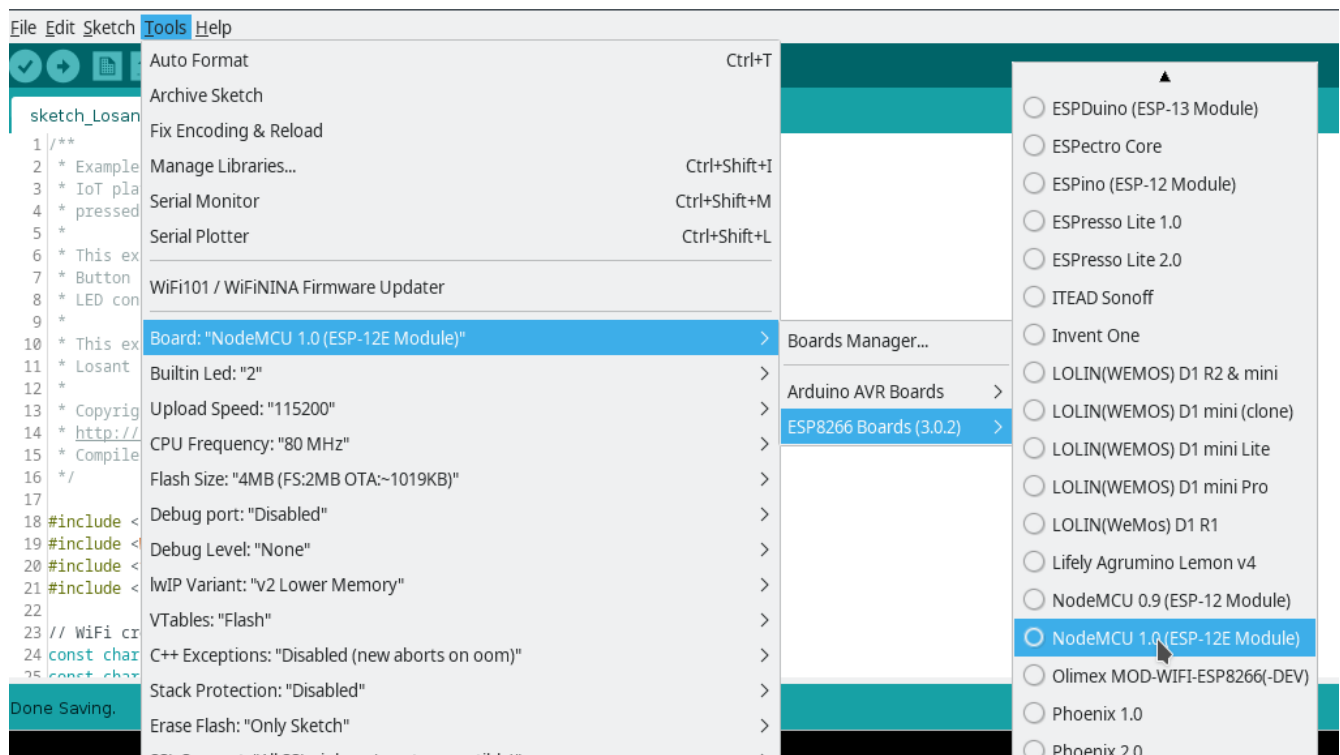 File Edit Sketch Tools Help
Auto Format Ctrl+T
Archive Sketch
Fix Encoding & Reload
Manage Libraries... Ctrl+Shift+I
Serial Monitor Ctrl+Shift+M
Serial Plotter Ctrl+Shift+L
WiFi101 / WiFiNINA Firmware Updater
Board: "NodeMCU 1.0 (ESP-12E Module)"
Builtin Led: "2"
Upload Speed: "115200"
CPU Frequency: "80 MHz"
Flash Size: "4MB (FS:2MB OTA:~1019KB)"
Debug port: "Disabled"
Debug Level: "None"
lwIP Variant: "v2 Lower Memory"
VTables: "Flash"
C++ Exceptions: "Disabled (new aborts on oom)"
Stack Protection: "Disabled"
Erase Flash: "Only Sketch"
Boards Manager...
Arduino AVR Boards
ESP8266 Boards (3.0.2)
ESPDuino (ESP-13 Module)
ESPectro Core
ESPino (ESP-12 Module)
ESPresso Lite 1.0
ESPresso Lite 2.0
ITEAD Sonoff
Invent One
LOLIN(WEMOS) D1 R2 & mini
LOLIN(WEMOS) D1 mini (clone)
LOLIN(WEMOS) D1 mini Lite
LOLIN(WEMOS) D1 mini Pro
LOLIN(WeMos) D1 R1
Lifely Agrumino Lemon v4
NodeMCU 0.9 (ESP-12 Module)
NodeMCU 1.0 (ESP-12E Module)
Olimex MOD-WIFI-ESP8266(-DEV)
Phoenix 1.0
Phoenix 2.0
sketch_Losan
1 /**
2 * Example
3 * IoT pla
4 * pressed
5 *
6 * This ex
7 * Button
8 * LED con
9 *
10 * This ex
11 * Losant
12 *
13 * Copyrig
14 * http://
15 * Compile
16 */
17
18 #include <
19 #include <
20 #include <
21 #include <
22
23 // WiFi cr
24 const char
25 const char
Done Saving.